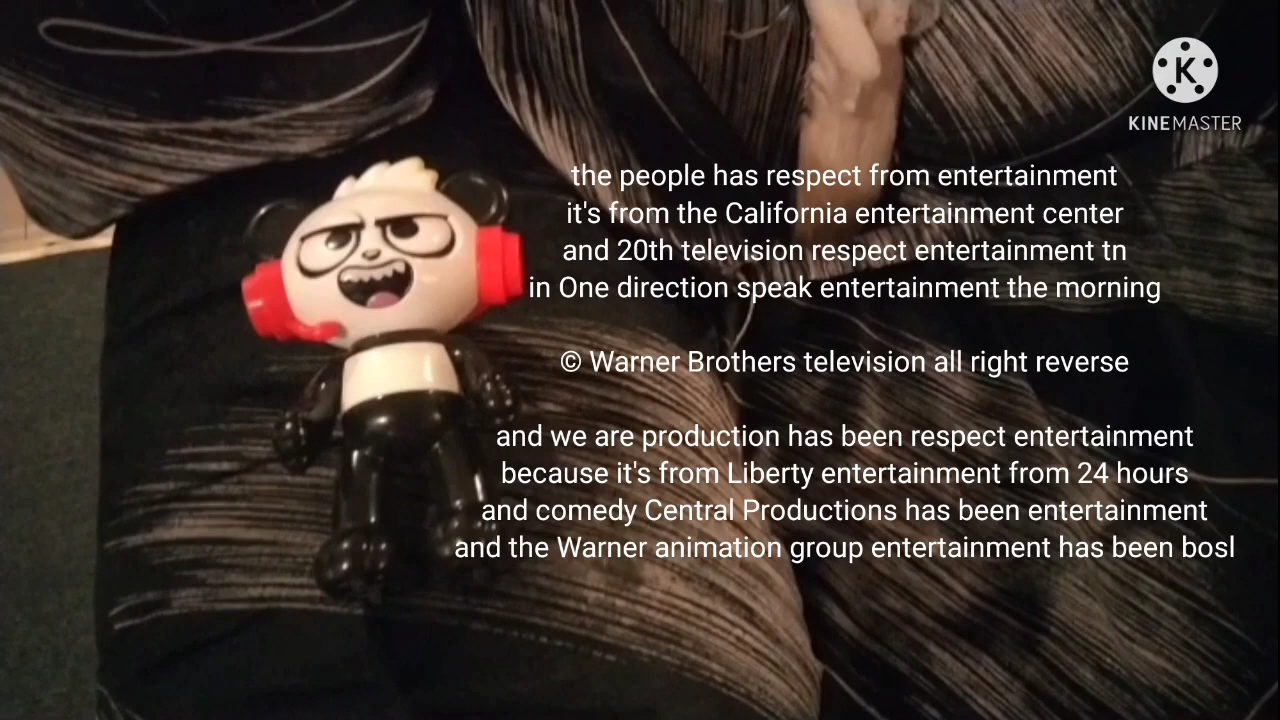 K
KINEMASTER
the people has respect from entertainment
it's from the California entertainment center
and 20th television respect entertainment tn
in One direction speak entertainment the morning
© Warner Brothers television all right reverse
and we are production has been respect entertainment
because it's from Liberty entertainment from 24 hours
and comedy Central Productions has been entertainment
and the Warner animation group entertainment has been bosl